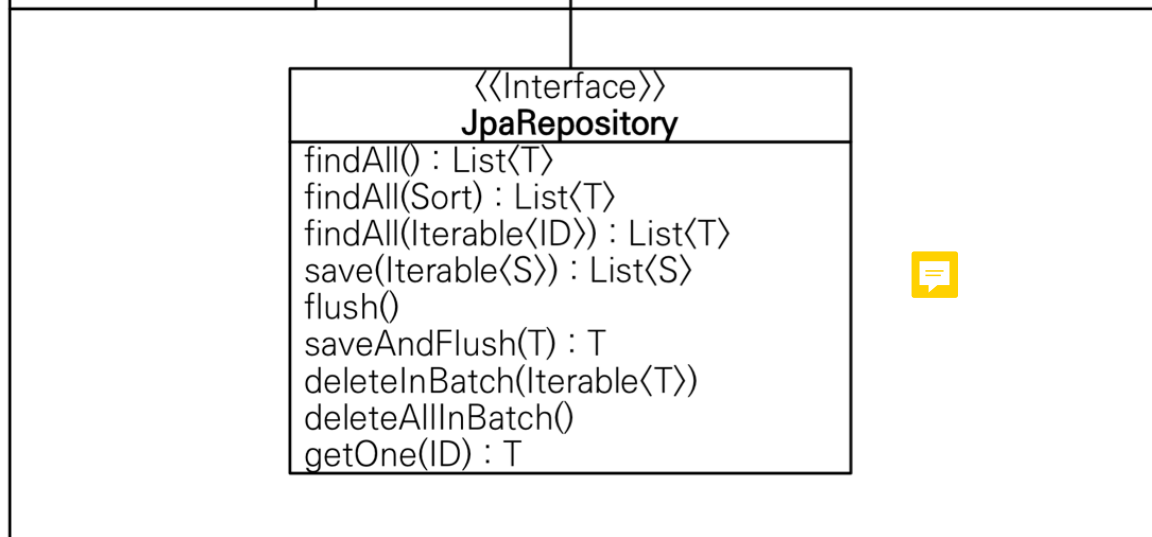 〈〈Interface〉〉
JpaRepository
findAll() : List〈T〉
findAll(Sort) : List〈T〉
findAll(Iterable〈ID〉) : List〈T〉
save(Iterable〈S〉) : List〈S〉
flush()
saveAndFlush(T) : T
deleteInBatch(Iterable〈T〉)
deleteAllInBatch()
getOne(ID) : T